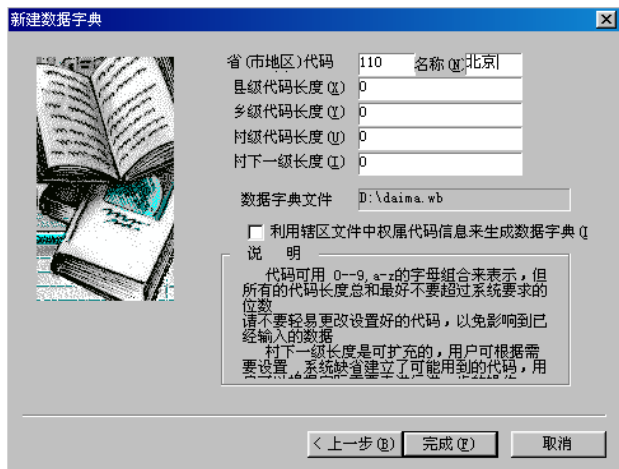 新建数据字典
省(市地区)代码 110 名称(N) 北京
县级代码长度(X) 0
乡级代码长度(Y) 0
村级代码长度(U) 0
村下一级长度(I) 0
数据字典文件 D:\daima.wb
利用辖区文件中权属代码信息来生成数据字典
说 明
代码可用 0--9,a-z的字母组合来表示,但
所有的代码长度总和最好不要超过系统要求的
位数
请不要轻易更改设置好的代码,以免影响到已
经输入的数据
村下一级长度是可扩充的,用户可根据需
要设置 系统缺省建立了可能用到的代码,用
< 上一步(B) 完成(F) 取消